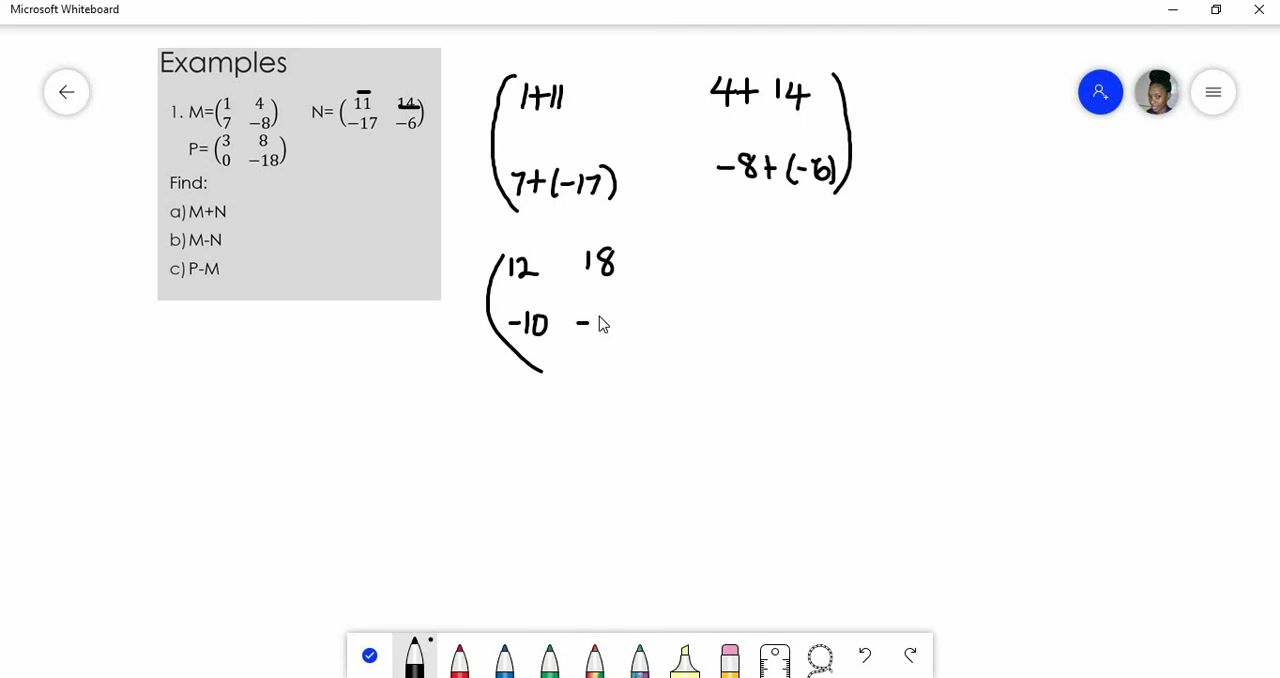 Microsoft Whiteboard
Examples
1. M=(1 4
7 -8) N= (11 14
-17 -6)
P= (3 8
0 -18)
Find:
a) M+N
b) M-N
c) P-M
(1+11 4+14
7+(-17) -8+(-6))
(12 18
-10 -